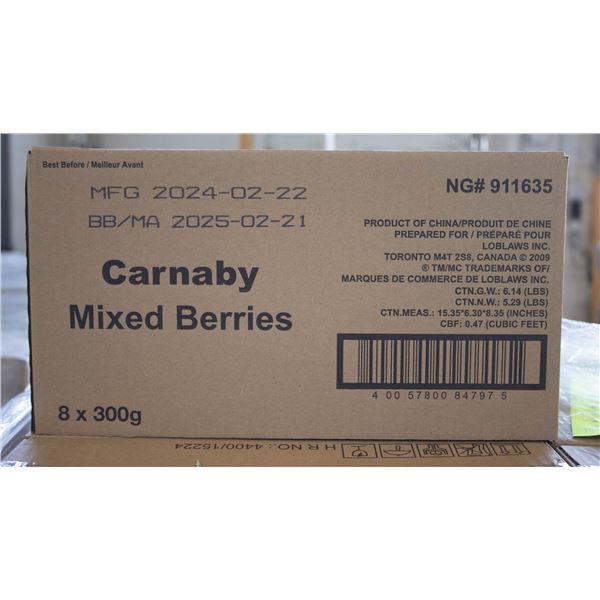 Best Before / Meilleur Avant
MFG 2024-02-22
BB/MA 2025-02-21
Carnaby
Mixed Berries
8 x 300g
NG# 911635
PRODUCT OF CHINA/PRODUIT DE CHINE
PREPARED FOR / PRÉPARÉ POUR
LOBLAWS INC.
TORONTO M4T 2S8, CANADA © 2009
® TM/MC TRADEMARKS OF/
MARQUES DE COMMERCE DE LOBLAWS INC.
CTN.G.W.: 6.14 (LBS)
CTN.N.W.: 5.29 (LBS)
CTN.MEAS.: 15.35*6.30*8.35 (INCHES)
CBF: 0.47 (CUBIC FEET)
4 00 57800 84797 5
H R NO.: 4400/15224